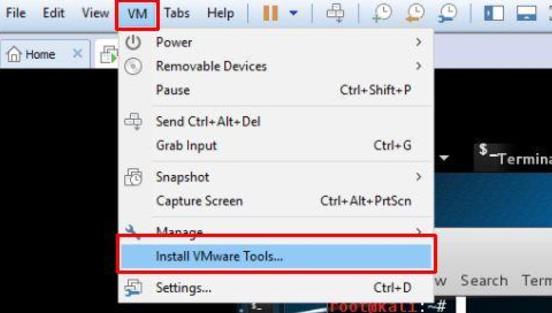 File Edit View VM Tabs Help
Home
Power
Removable Devices
Pause Ctrl+Shift+P
Send Ctrl+Alt+Del
Grab Input Ctrl+G
Snapshot
Capture Screen Ctrl+Alt+PrtScn
Manage
Install VMware Tools...
Settings... Ctrl+D
$_ Termina
w Search Term
root@kali:~#